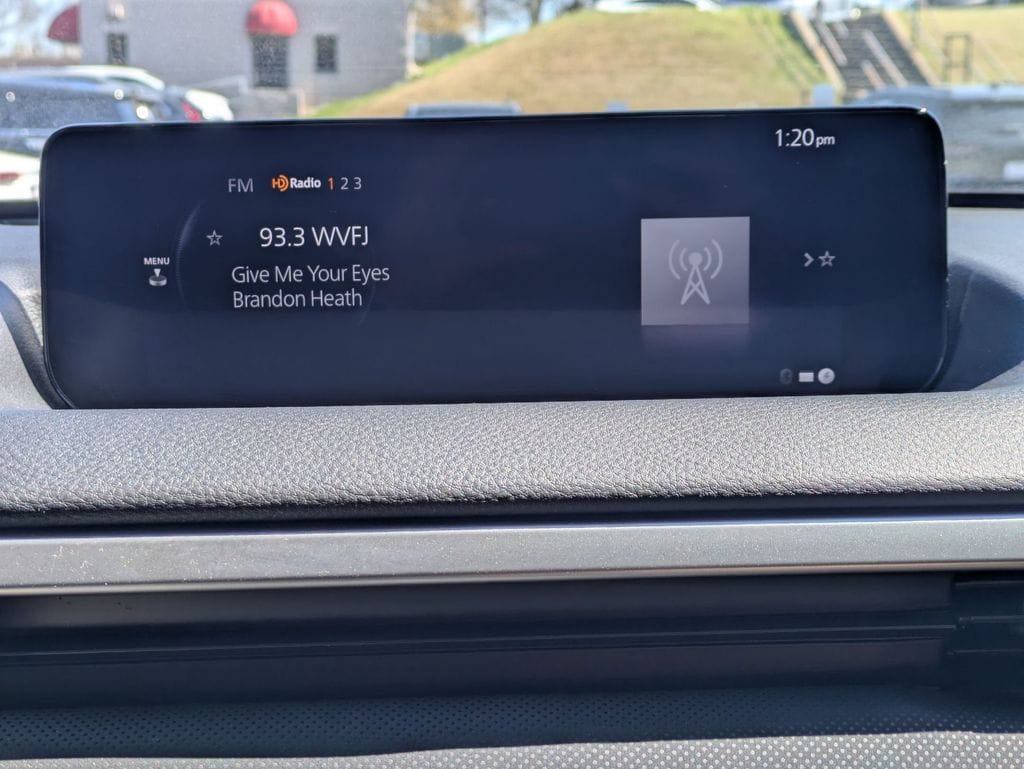 1:20pm
FM HD Radio 1 2 3
93.3 WVFJ
MENU
Give Me Your Eyes
Brandon Heath